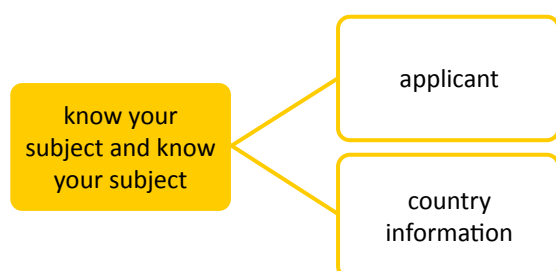 know your
subject and know
your subject
applicant
country
information